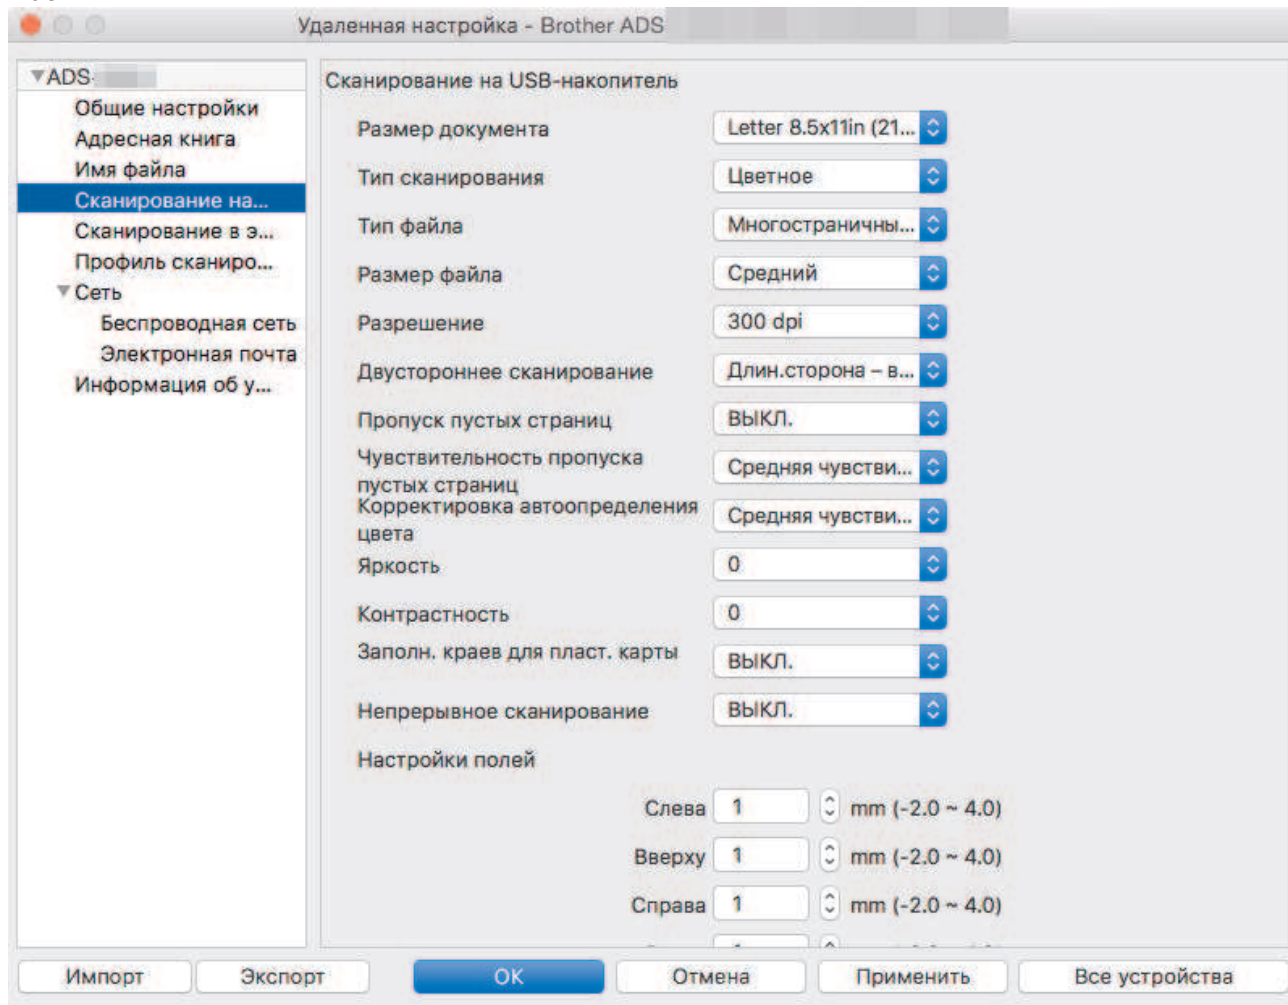 Удаленная настройка - Brother ADS
ADS-
Общие настройки
Адресная книга
Имя файла
Сканирование на...
Сканирование в э...
Профиль сканиро...
Сеть
Беспроводная сеть
Электронная почта
Информация об у...
Сканирование на USB-накопитель
Размер документа Letter 8.5x11in (21...
Тип сканирования Цветное
Тип файла Многостраничны...
Размер файла Средний
Разрешение 300 dpi
Двустороннее сканирование Длин.сторона – в...
Пропуск пустых страниц ВЫКЛ.
Чувствительность пропуска
пустых страниц Средняя чувстви...
Корректировка автоопределения
цвета Средняя чувстви...
Яркость 0
Контрастность 0
Заполн. краев для пласт. карты ВЫКЛ.
Непрерывное сканирование ВЫКЛ.
Настройки полей
Слева 1 mm (-2.0 ~ 4.0)
Вверху 1 mm (-2.0 ~ 4.0)
Справа 1 mm (-2.0 ~ 4.0)
Импорт Экспорт OK Отмена Применить Все устройства